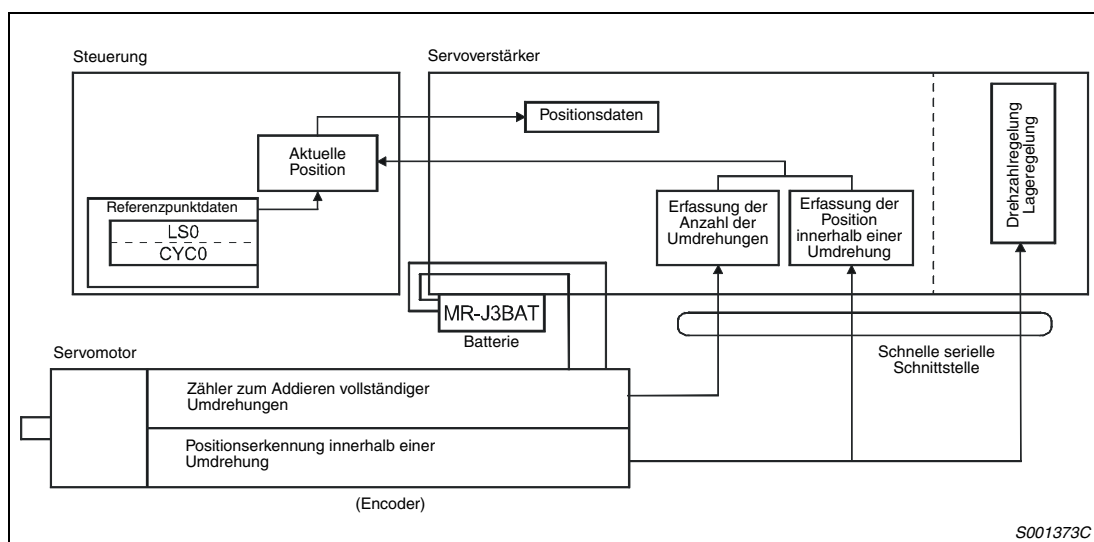 Steuerung
Servoverstärker
Positionsdaten
Aktuelle
Position
Referenzpunktdaten
LS0
CYC0
Erfassung der
Anzahl der
Umdrehungen
Erfassung der
Position
innerhalb einer
Umdrehung
Drehzahlregelung
Lageregelung
MR-J3BAT
Batterie
Schnelle serielle
Schnittstelle
Servomotor
Zähler zum Addieren vollständiger
Umdrehungen
Positionserkennung innerhalb einer
Umdrehung
(Encoder)
S001373C